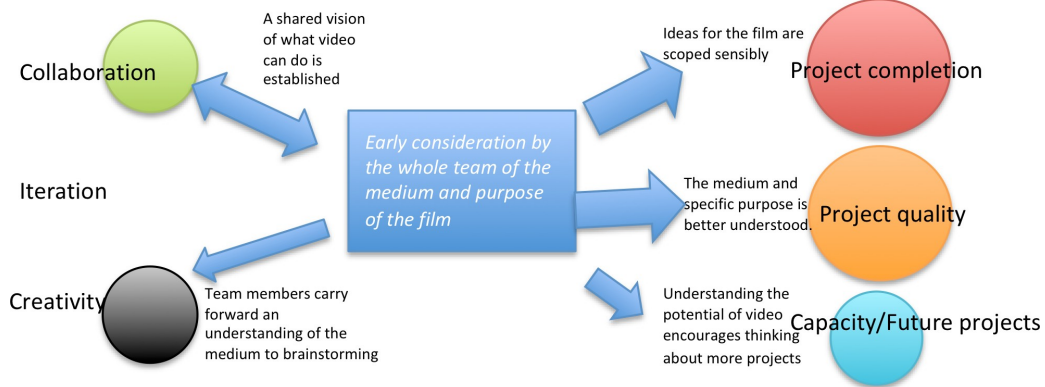 A shared vision
of what video
can do is
established
Collaboration
Iteration
Creativity
Team members carry
forward an
understanding of the
medium to brainstorming
Early consideration by
the whole team of the
medium and purpose
of the film
Ideas for the film are
scoped sensibly
Project completion
The medium and
specific purpose is
better understood.
Project quality
Understanding the
potential of video
encourages thinking
about more projects
Capacity/Future projects